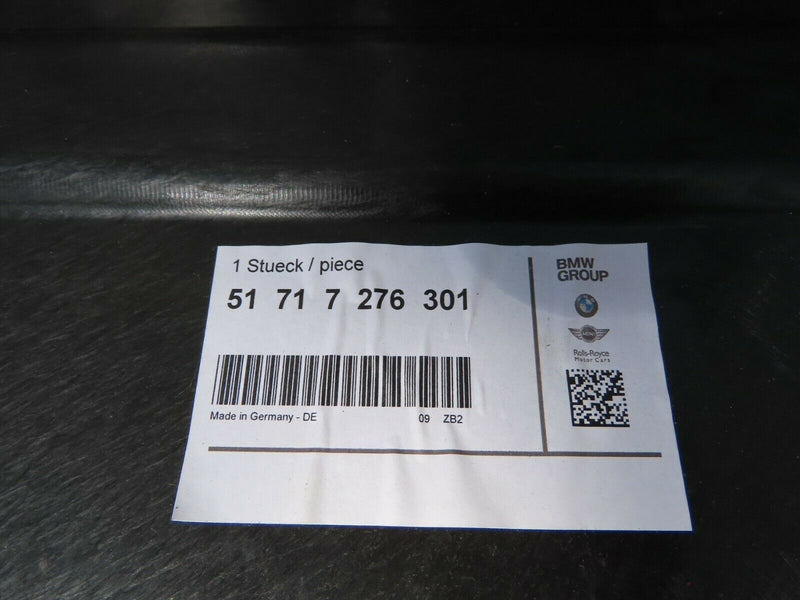 1 Stueck / piece
51 71 7 276 301
Made in Germany - DE
09 ZB2
BMW
GROUP
MINI
Rolls-Royce
Motor Cars